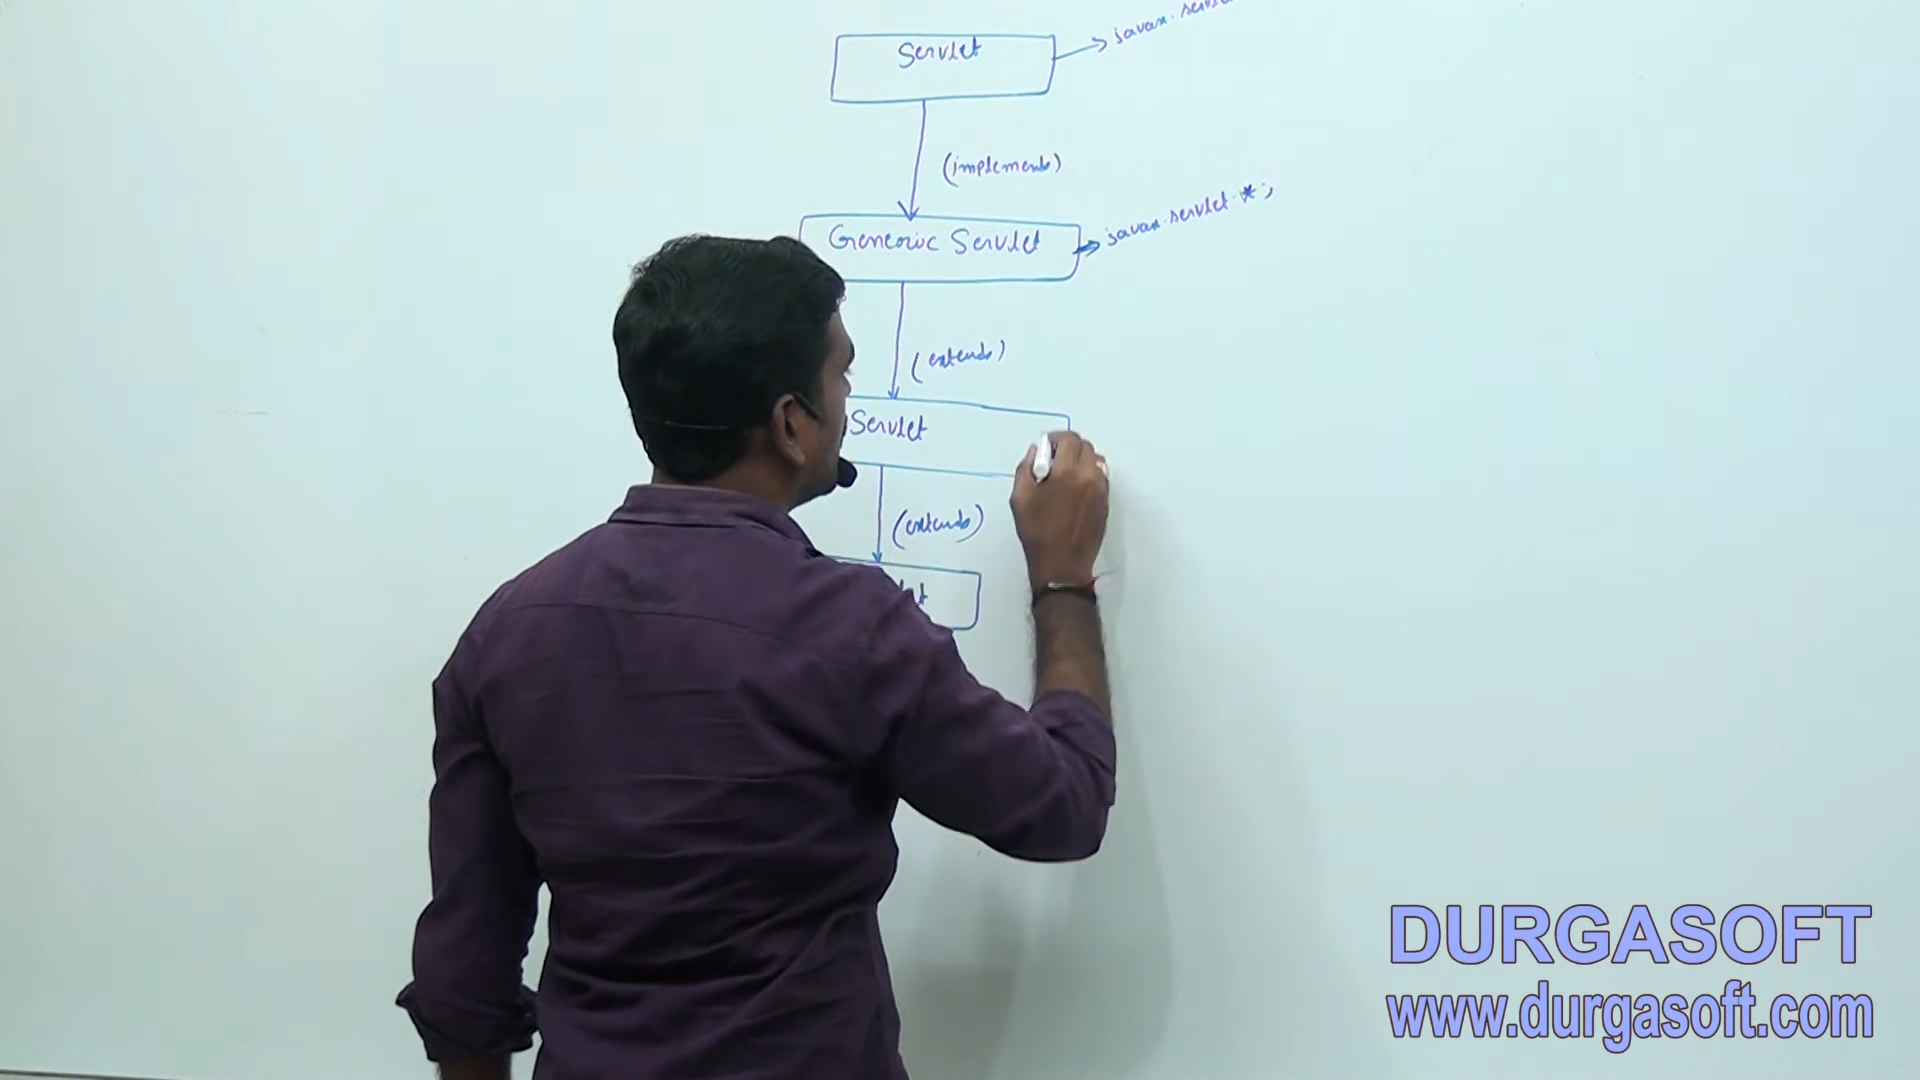 Servlet
javax.
(implements)
javax.servlet.*;
Generic Servlet
(extends)
Servlet
(extends)
DURGASOFT
www.durgasoft.com